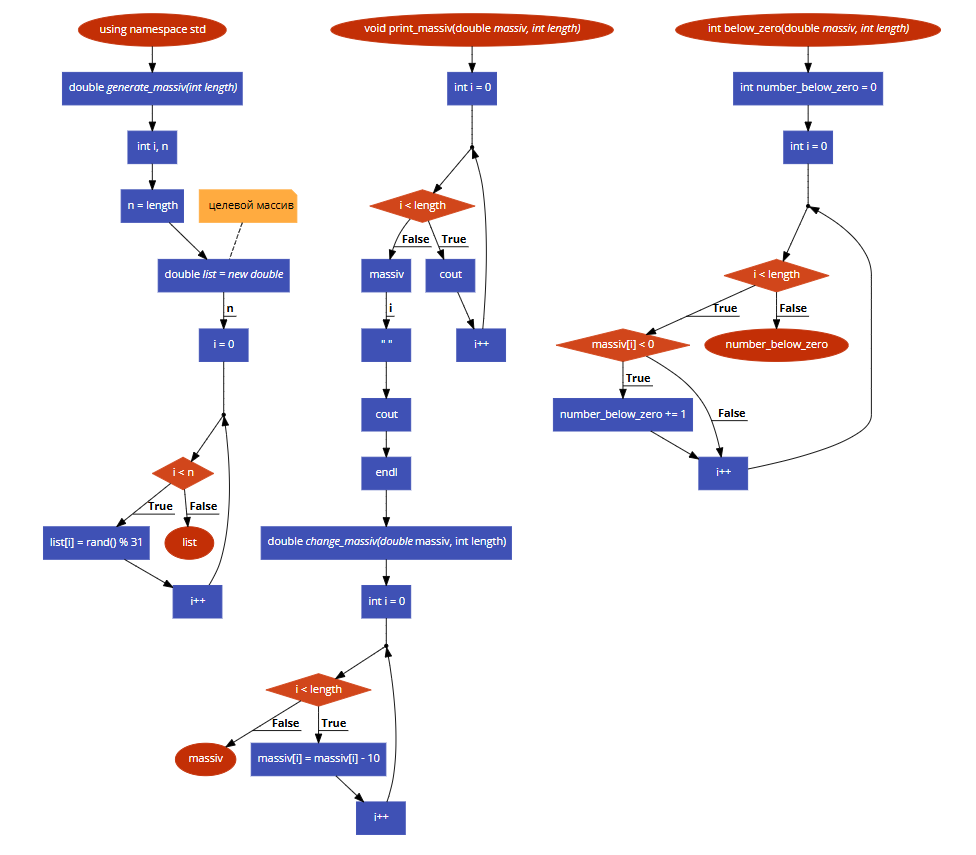 using namespace std
double generate_massiv(int length)
int i, n
n = length
целевой массив
double list = new double
n
i = 0
i < n
True
False
list[i] = rand() % 31
list
i++
void print_massiv(double massiv, int length)
int i = 0
i < length
False
True
massiv
cout
i
" "
i++
cout
endl
double change_massiv(double massiv, int length)
int i = 0
i < length
False
True
massiv
massiv[i] = massiv[i] - 10
i++
int below_zero(double massiv, int length)
int number_below_zero = 0
int i = 0
i < length
True
False
massiv[i] < 0
number_below_zero
True
number_below_zero += 1
False
i++